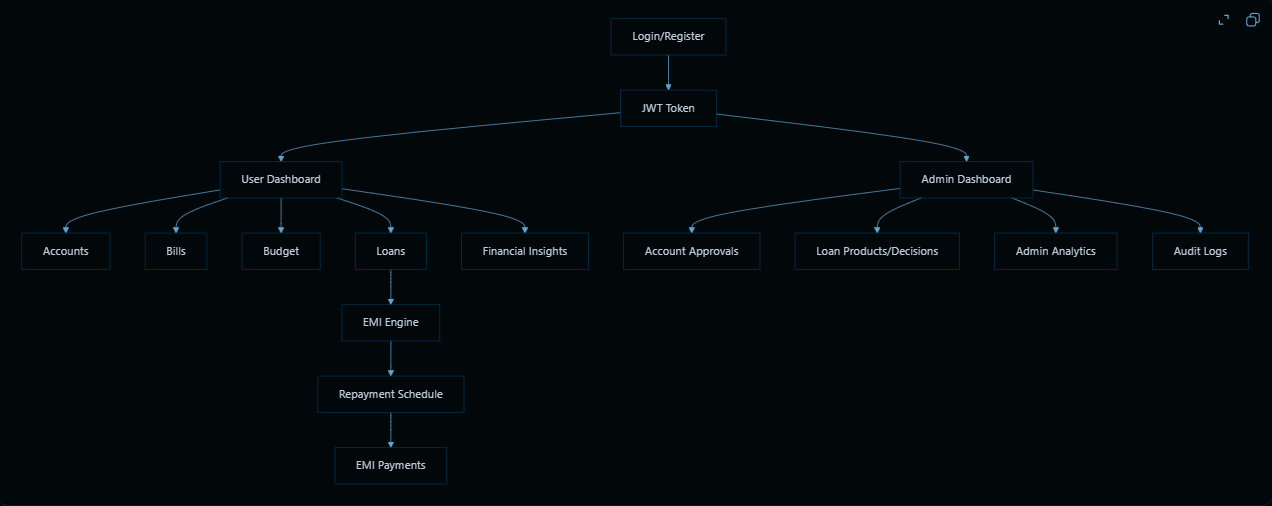 Login/Register
JWT Token
User Dashboard
Admin Dashboard
Accounts
Bills
Budget
Loans
Financial Insights
Account Approvals
Loan Products/Decisions
Admin Analytics
Audit Logs
EMI Engine
Repayment Schedule
EMI Payments